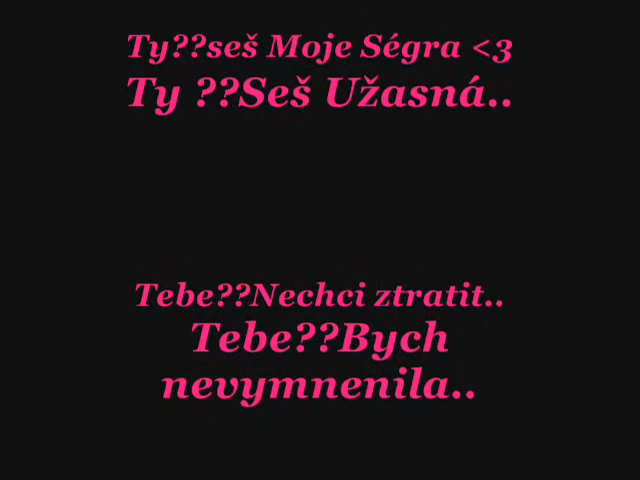 Ty??seš Moje Ségra <3
Ty ??Seš Užasná..
Tebe??Nechci ztratit..
Tebe??Bych
nevymnenila..